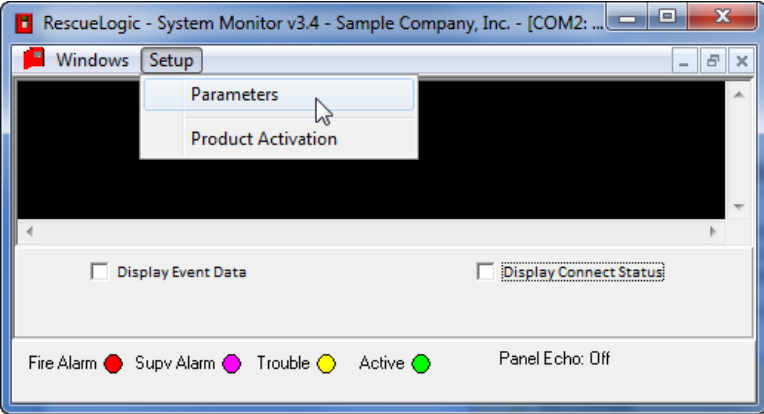 RescueLogic - System Monitor v3.4 - Sample Company, Inc. - [COM2: ...
Windows Setup
Parameters
Product Activation
Display Event Data Display Connect Status
Fire Alarm Supv Alarm Trouble Active Panel Echo: Off